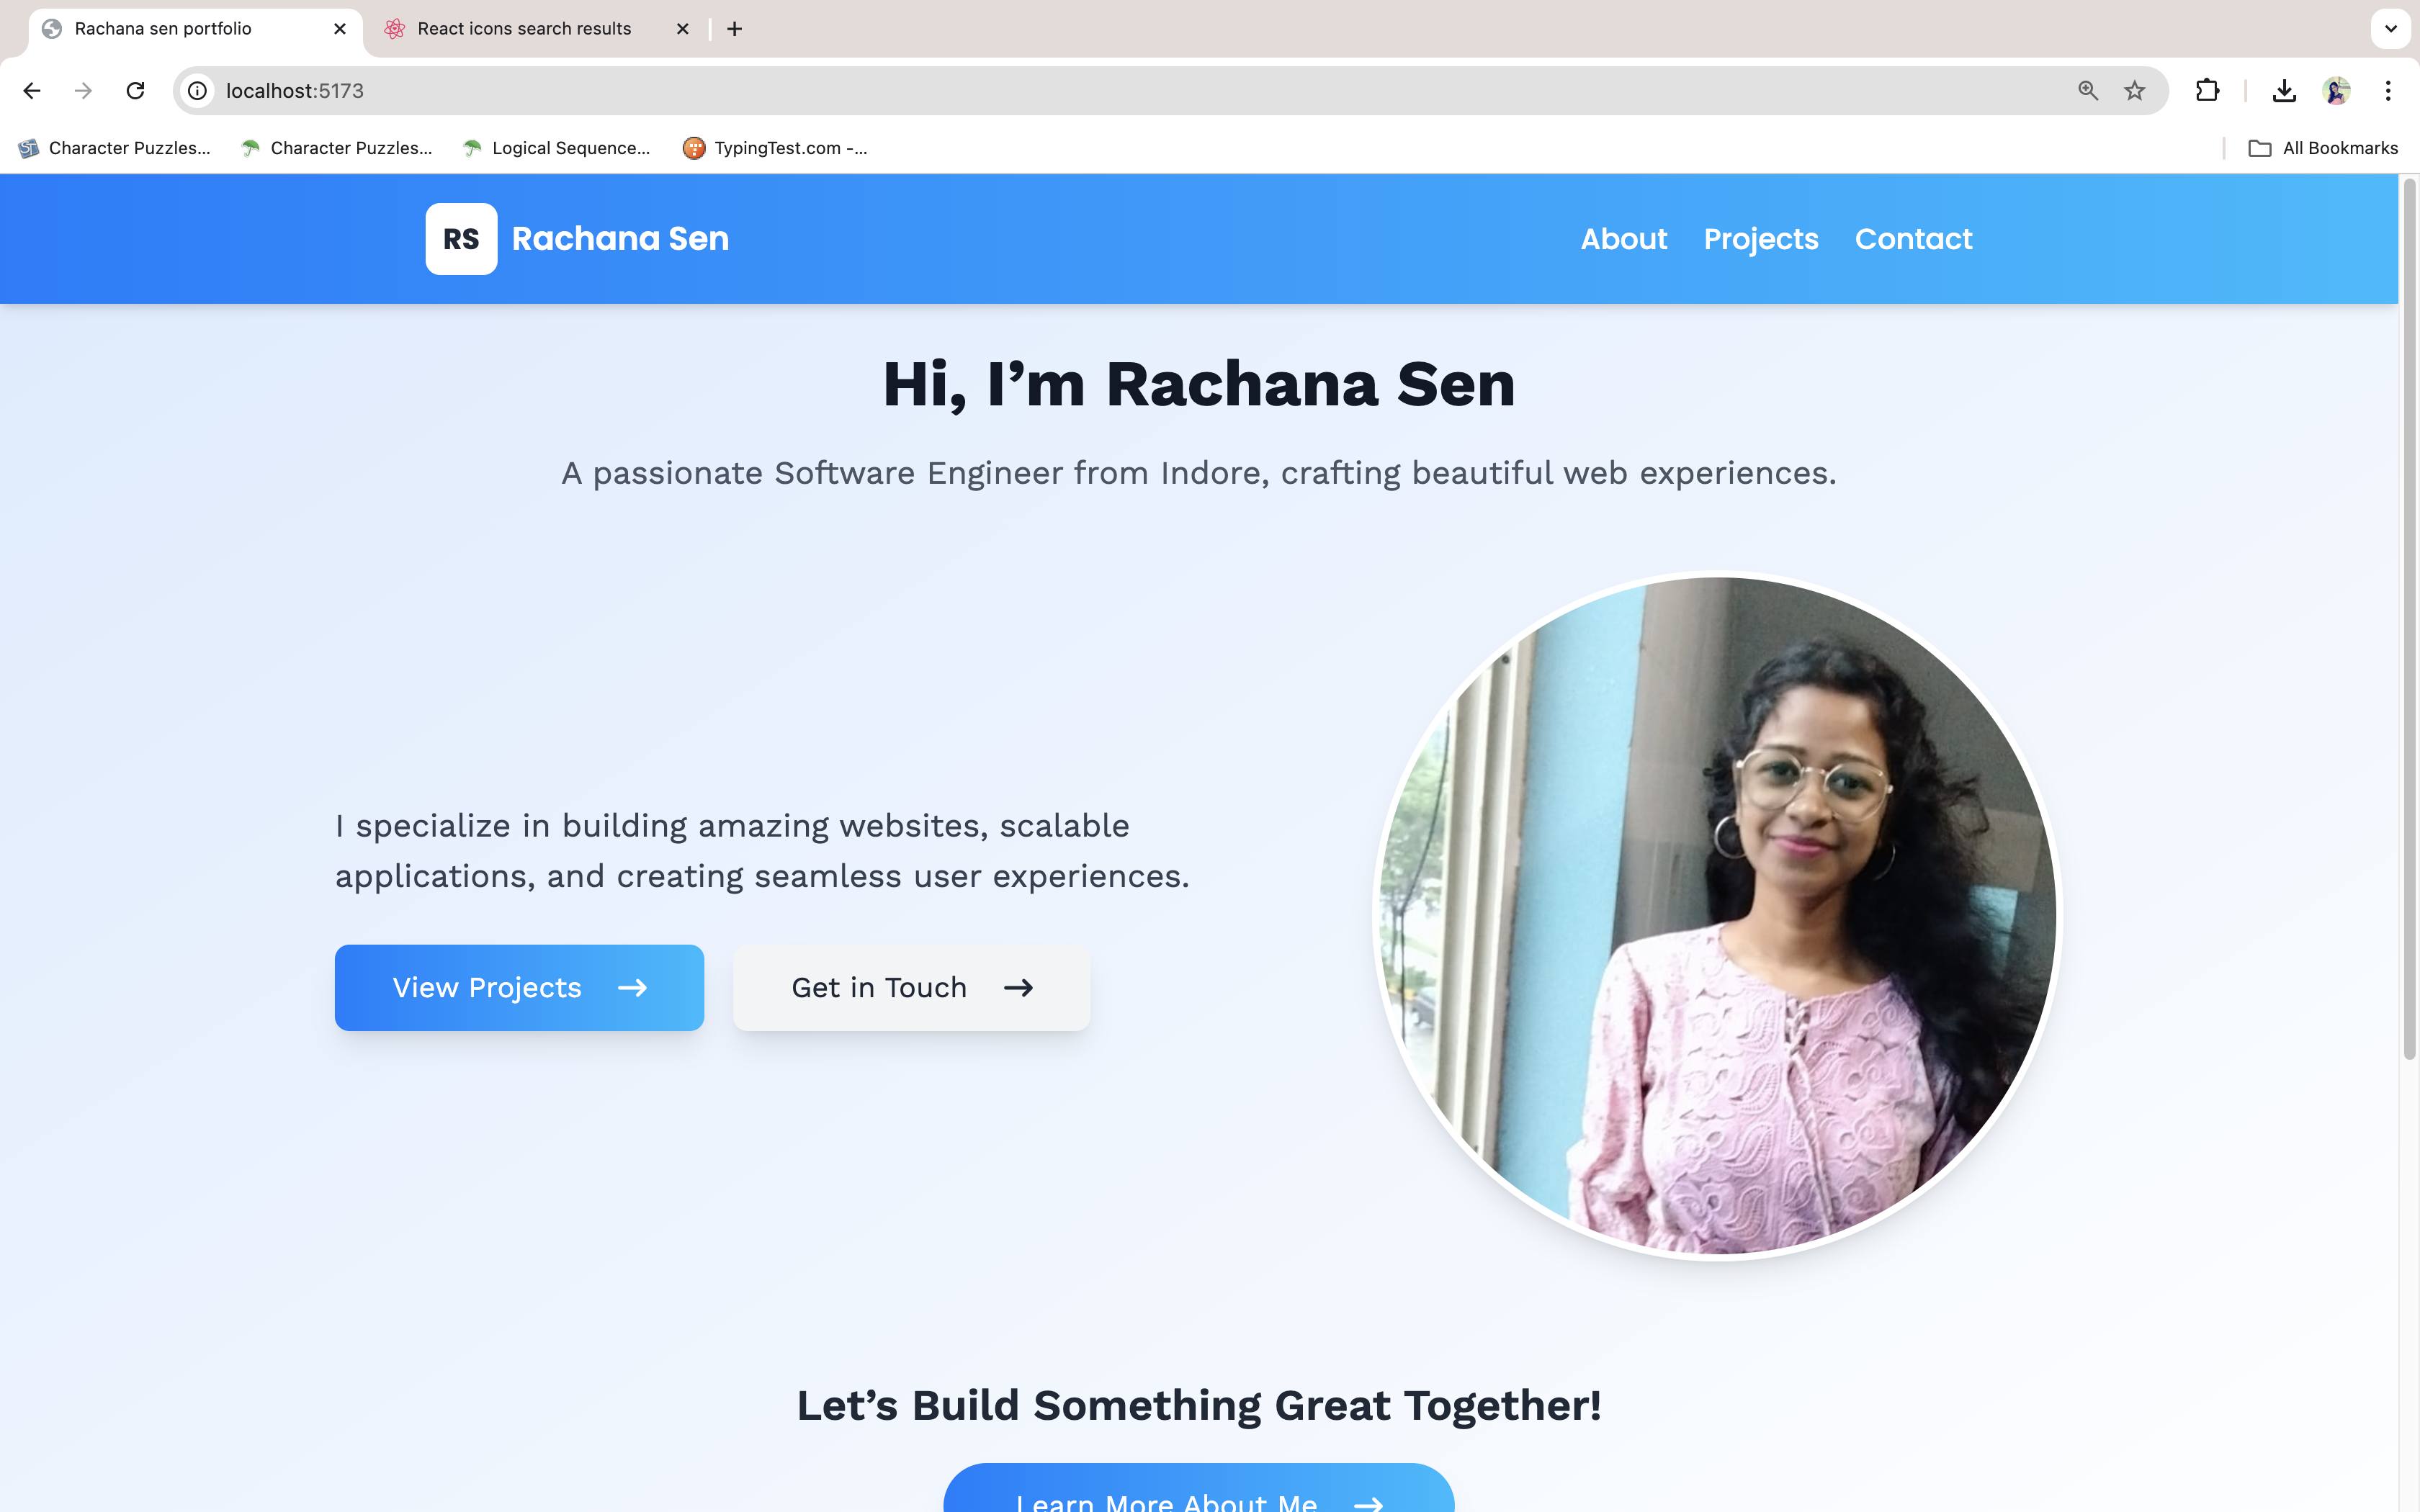 Rachana sen portfolio
React icons search results
localhost:5173
Character Puzzles...
Character Puzzles...
Logical Sequence...
TypingTest.com -...
All Bookmarks
RS
Rachana Sen
About
Projects
Contact
Hi, I’m Rachana Sen
A passionate Software Engineer from Indore, crafting beautiful web experiences.
I specialize in building amazing websites, scalable
applications, and creating seamless user experiences.
View Projects
Get in Touch
Let’s Build Something Great Together!
Learn More About Me